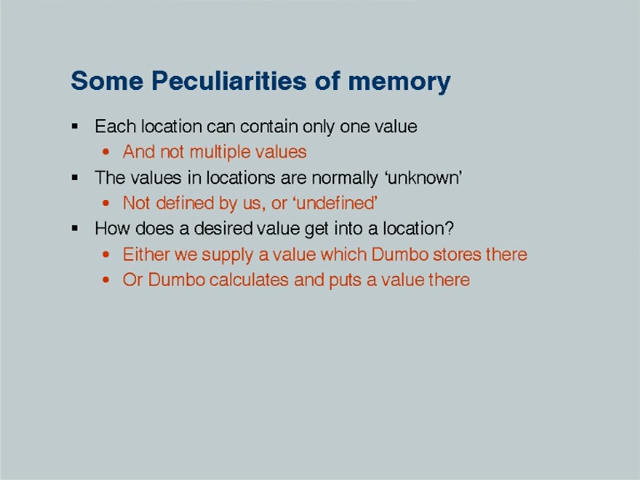 Some Peculiarities of memory
▪ Each location can contain only one value
• And not multiple values
▪ The values in locations are normally ‘unknown’
• Not defined by us, or ‘undefined’
▪ How does a desired value get into a location?
• Either we supply a value which Dumbo stores there
• Or Dumbo calculates and puts a value there